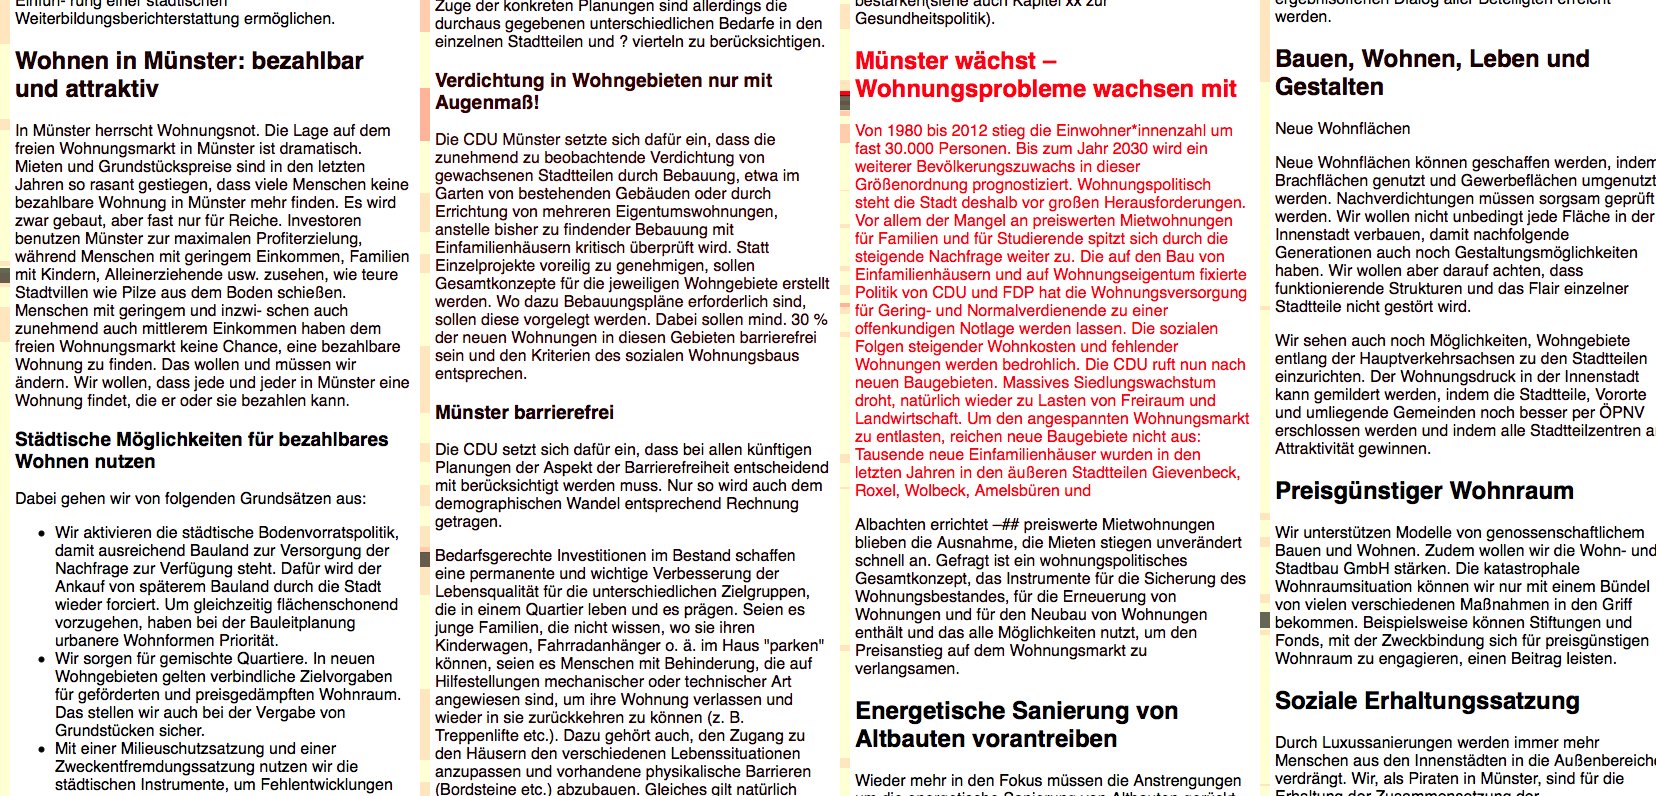 Einfüh- rung einer städtischen
Weiterbildungsberichterstattung ermöglichen.
Wohnen in Münster: bezahlbar
und attraktiv
In Münster herrscht Wohnungsnot. Die Lage auf dem
freien Wohnungsmarkt in Münster ist dramatisch.
Mieten und Grundstückspreise sind in den letzten
Jahren so rasant gestiegen, dass viele Menschen keine
bezahlbare Wohnung in Münster mehr finden. Es wird
zwar gebaut, aber fast nur für Reiche. Investoren
benutzen Münster zur maximalen Profiterzielung,
während Menschen mit geringem Einkommen, Familien
mit Kindern, Alleinerziehende usw. zusehen, wie teure
Stadtvillen wie Pilze aus dem Boden schießen.
Menschen mit geringem und inzwi- schen auch
zunehmend auch mittlerem Einkommen haben dem
freien Wohnungsmarkt keine Chance, eine bezahlbare
Wohnung zu finden. Das wollen und müssen wir
ändern. Wir wollen, dass jede und jeder in Münster eine
Wohnung findet, die er oder sie bezahlen kann.
Städtische Möglichkeiten für bezahlbares
Wohnen nutzen
Dabei gehen wir von folgenden Grundsätzen aus:
• Wir aktivieren die städtische Bodenvorratspolitik,
damit ausreichend Bauland zur Versorgung der
Nachfrage zur Verfügung steht. Dafür wird der
Ankauf von späterem Bauland durch die Stadt
wieder forciert. Um gleichzeitig flächenschonend
vorzugehen, haben bei der Bauleitplanung
urbanere Wohnformen Priorität.
• Wir sorgen für gemischte Quartiere. In neuen
Wohngebieten gelten verbindliche Zielvorgaben
für geförderten und preisgedämpften Wohnraum.
Das stellen wir auch bei der Vergabe von
Grundstücken sicher.
• Mit einer Milieuschutzsatzung und einer
Zweckentfremdungssatzung nutzen wir die
städtischen Instrumente, um Fehlentwicklungen
Zuge der konkreten Planungen sind allerdings die
durchaus gegebenen unterschiedlichen Bedarfe in den
einzelnen Stadtteilen und ? vierteln zu berücksichtigen.
Verdichtung in Wohngebieten nur mit
Augenmaß!
Die CDU Münster setzte sich dafür ein, dass die
zunehmend zu beobachtende Verdichtung von
gewachsenen Stadtteilen durch Bebauung, etwa im
Garten von bestehenden Gebäuden oder durch
Errichtung von mehreren Eigentumswohnungen,
anstelle bisher zu findender Bebauung mit
Einfamilienhäusern kritisch überprüft wird. Statt
Einzelprojekte voreilig zu genehmigen, sollen
Gesamtkonzepte für die jeweiligen Wohngebiete erstellt
werden. Wo dazu Bebauungspläne erforderlich sind,
sollen diese vorgelegt werden. Dabei sollen mind. 30 %
der neuen Wohnungen in diesen Gebieten barrierefrei
sein und den Kriterien des sozialen Wohnungsbaus
entsprechen.
Münster barrierefrei
Die CDU setzt sich dafür ein, dass bei allen künftigen
Planungen der Aspekt der Barrierefreiheit entscheidend
mit berücksichtigt werden muss. Nur so wird auch dem
demographischen Wandel entsprechend Rechnung
getragen.
Bedarfsgerechte Investitionen im Bestand schaffen
eine permanente und wichtige Verbesserung der
Lebensqualität für die unterschiedlichen Zielgruppen,
die in einem Quartier leben und es prägen. Seien es
junge Familien, die nicht wissen, wo sie ihren
Kinderwagen, Fahrradanhänger o. ä. im Haus "parken"
können, seien es Menschen mit Behinderung, die auf
Hilfestellungen mechanischer oder technischer Art
angewiesen sind, um ihre Wohnung verlassen und
wieder in sie zurückkehren zu können (z. B.
Treppenlifte etc.). Dazu gehört auch, den Zugang zu
den Häusern den verschiedenen Lebenssituationen
anzupassen und vorhandene physikalische Barrieren
(Bordsteine etc.) abzubauen. Gleiches gilt natürlich
bestärken(siehe auch Kapitel xx zur
Gesundheitspolitik).
Münster wächst –
Wohnungsprobleme wachsen mit
Von 1980 bis 2012 stieg die Einwohner*innenzahl um
fast 30.000 Personen. Bis zum Jahr 2030 wird ein
weiterer Bevölkerungszuwachs in dieser
Größenordnung prognostiziert. Wohnungspolitisch
steht die Stadt deshalb vor großen Herausforderungen.
Vor allem der Mangel an preiswerten Mietwohnungen
für Familien und für Studierende spitzt sich durch die
steigende Nachfrage weiter zu. Die auf den Bau von
Einfamilienhäusern und auf Wohnungseigentum fixierte
Politik von CDU und FDP hat die Wohnungsversorgung
für Gering- und Normalverdienende zu einer
offenkundigen Notlage werden lassen. Die sozialen
Folgen steigender Wohnkosten und fehlender
Wohnungen werden bedrohlich. Die CDU ruft nun nach
neuen Baugebieten. Massives Siedlungswachstum
droht, natürlich wieder zu Lasten von Freiraum und
Landwirtschaft. Um den angespannten Wohnungsmarkt
zu entlasten, reichen neue Baugebiete nicht aus:
Tausende neue Einfamilienhäuser wurden in den
letzten Jahren in den äußeren Stadtteilen Gievenbeck,
Roxel, Wolbeck, Amelsbüren und
Albachten errichtet –## preiswerte Mietwohnungen
blieben die Ausnahme, die Mieten stiegen unverändert
schnell an. Gefragt ist ein wohnungspolitisches
Gesamtkonzept, das Instrumente für die Sicherung des
Wohnungsbestandes, für die Erneuerung von
Wohnungen und für den Neubau von Wohnungen
enthält und das alle Möglichkeiten nutzt, um den
Preisanstieg auf dem Wohnungsmarkt zu
verlangsamen.
Energetische Sanierung von
Altbauten vorantreiben
Wieder mehr in den Fokus müssen die Anstrengungen
um die energetische Sanierung von Altbauten gerückt
ergebnisoffenen Dialog aller Beteiligten erreicht
werden.
Bauen, Wohnen, Leben und
Gestalten
Neue Wohnflächen
Neue Wohnflächen können geschaffen werden, indem
Brachflächen genutzt und Gewerbeflächen umgenutzt
werden. Nachverdichtungen müssen sorgsam geprüft
werden. Wir wollen nicht unbedingt jede Fläche in der
Innenstadt verbauen, damit nachfolgende
Generationen auch noch Gestaltungsmöglichkeiten
haben. Wir wollen aber darauf achten, dass
funktionierende Strukturen und das Flair einzelner
Stadtteile nicht gestört wird.
Wir sehen auch noch Möglichkeiten, Wohngebiete
entlang der Hauptverkehrsachsen zu den Stadtteilen
einzurichten. Der Wohnungsdruck in der Innenstadt
kann gemildert werden, indem die Stadtteile, Vororte
und umliegende Gemeinden noch besser per ÖPNV
erschlossen werden und indem alle Stadtteilzentren a
Attraktivität gewinnen.
Preisgünstiger Wohnraum
Wir unterstützen Modelle von genossenschaftlichem
Bauen und Wohnen. Zudem wollen wir die Wohn- und
Stadtbau GmbH stärken. Die katastrophale
Wohnraumsituation können wir nur mit einem Bündel
von vielen verschiedenen Maßnahmen in den Griff
bekommen. Beispielsweise können Stiftungen und
Fonds, mit der Zweckbindung sich für preisgünstigen
Wohnraum zu engagieren, einen Beitrag leisten.
Soziale Erhaltungssatzung
Durch Luxussanierungen werden immer mehr
Menschen aus den Innenstädten in die Außenbereiche
verdrängt. Wir, als Piraten in Münster, sind für die
Erhaltung der Zusammensetzung der